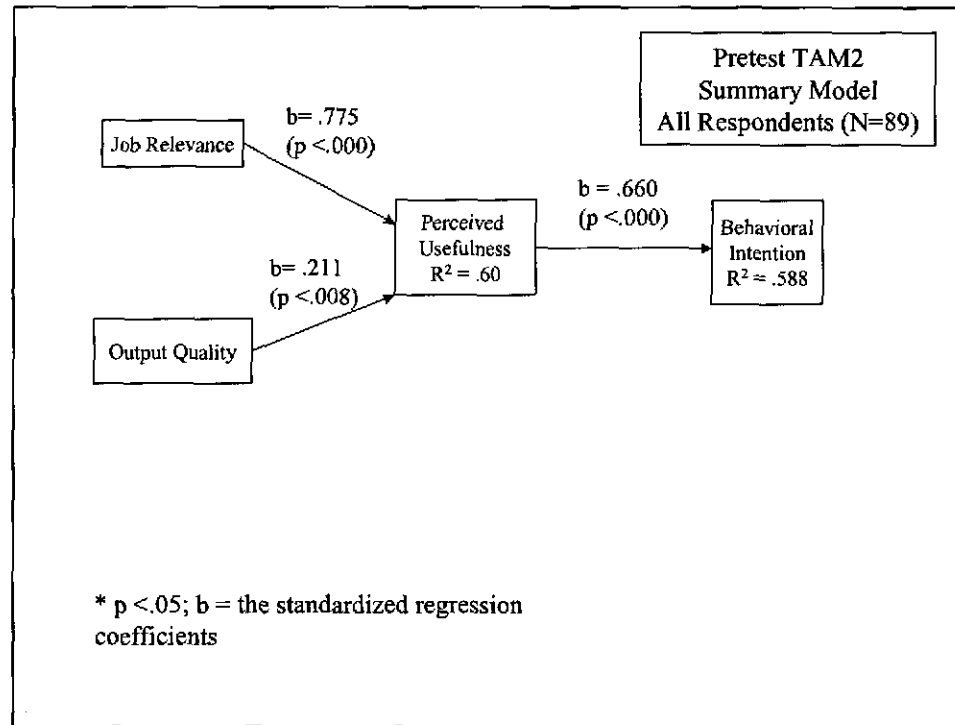 Pretest TAM2
Summary Model
All Respondents (N=89)
b= .775
(p <.000)
Job Relevance
b = .660
(p <.000)
Perceived
Usefulness
R² = .60
Behavioral
Intention
R² = .588
b= .211
(p <.008)
Output Quality
* p <.05; b = the standardized regression
coefficients